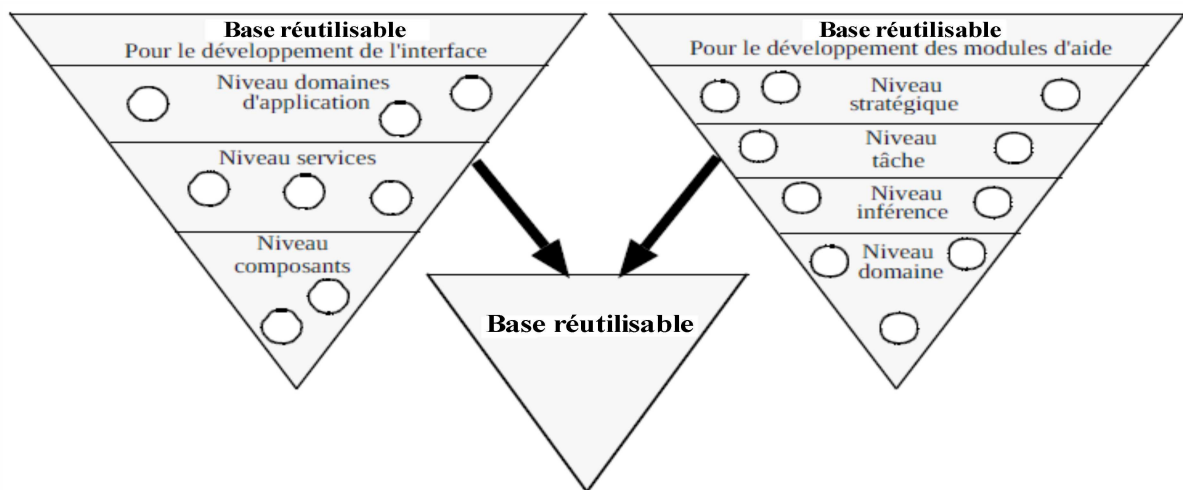 Base réutilisable
Pour le développement de l'interface
Niveau domaines
d'application
Niveau services
Niveau
composants
Base réutilisable
Pour le développement des modules d'aide
Niveau
stratégique
Niveau
tâche
Niveau
inférence
Niveau
domaine
Base réutilisable